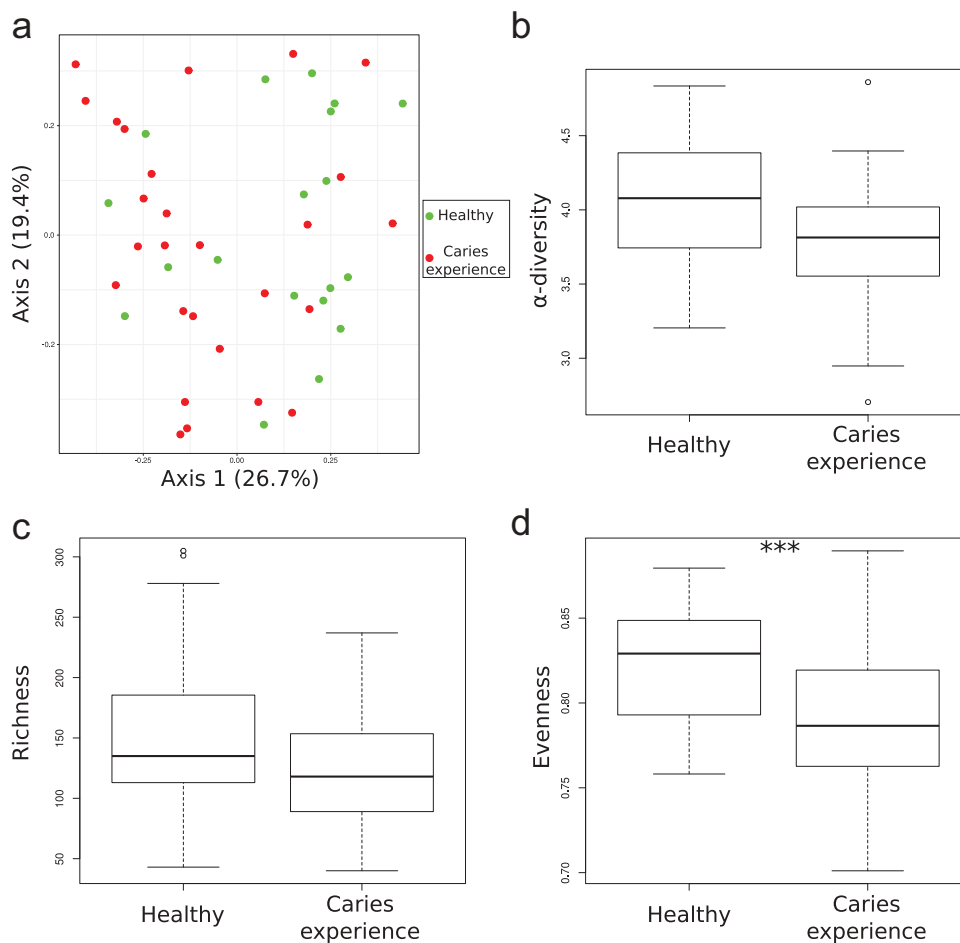 a
Axis 2 (19.4%)
0.2
0.0
-0.2
-0.25
0.00
0.25
Axis 1 (26.7%)
Healthy
Caries
experience
b
α-diversity
4.5
4.0
3.5
3.0
Healthy
Caries
experience
c
Richness
300
250
200
150
100
50
Healthy
Caries
experience
d
Evenness
***
0.85
0.80
0.75
0.70
Healthy
Caries
experience